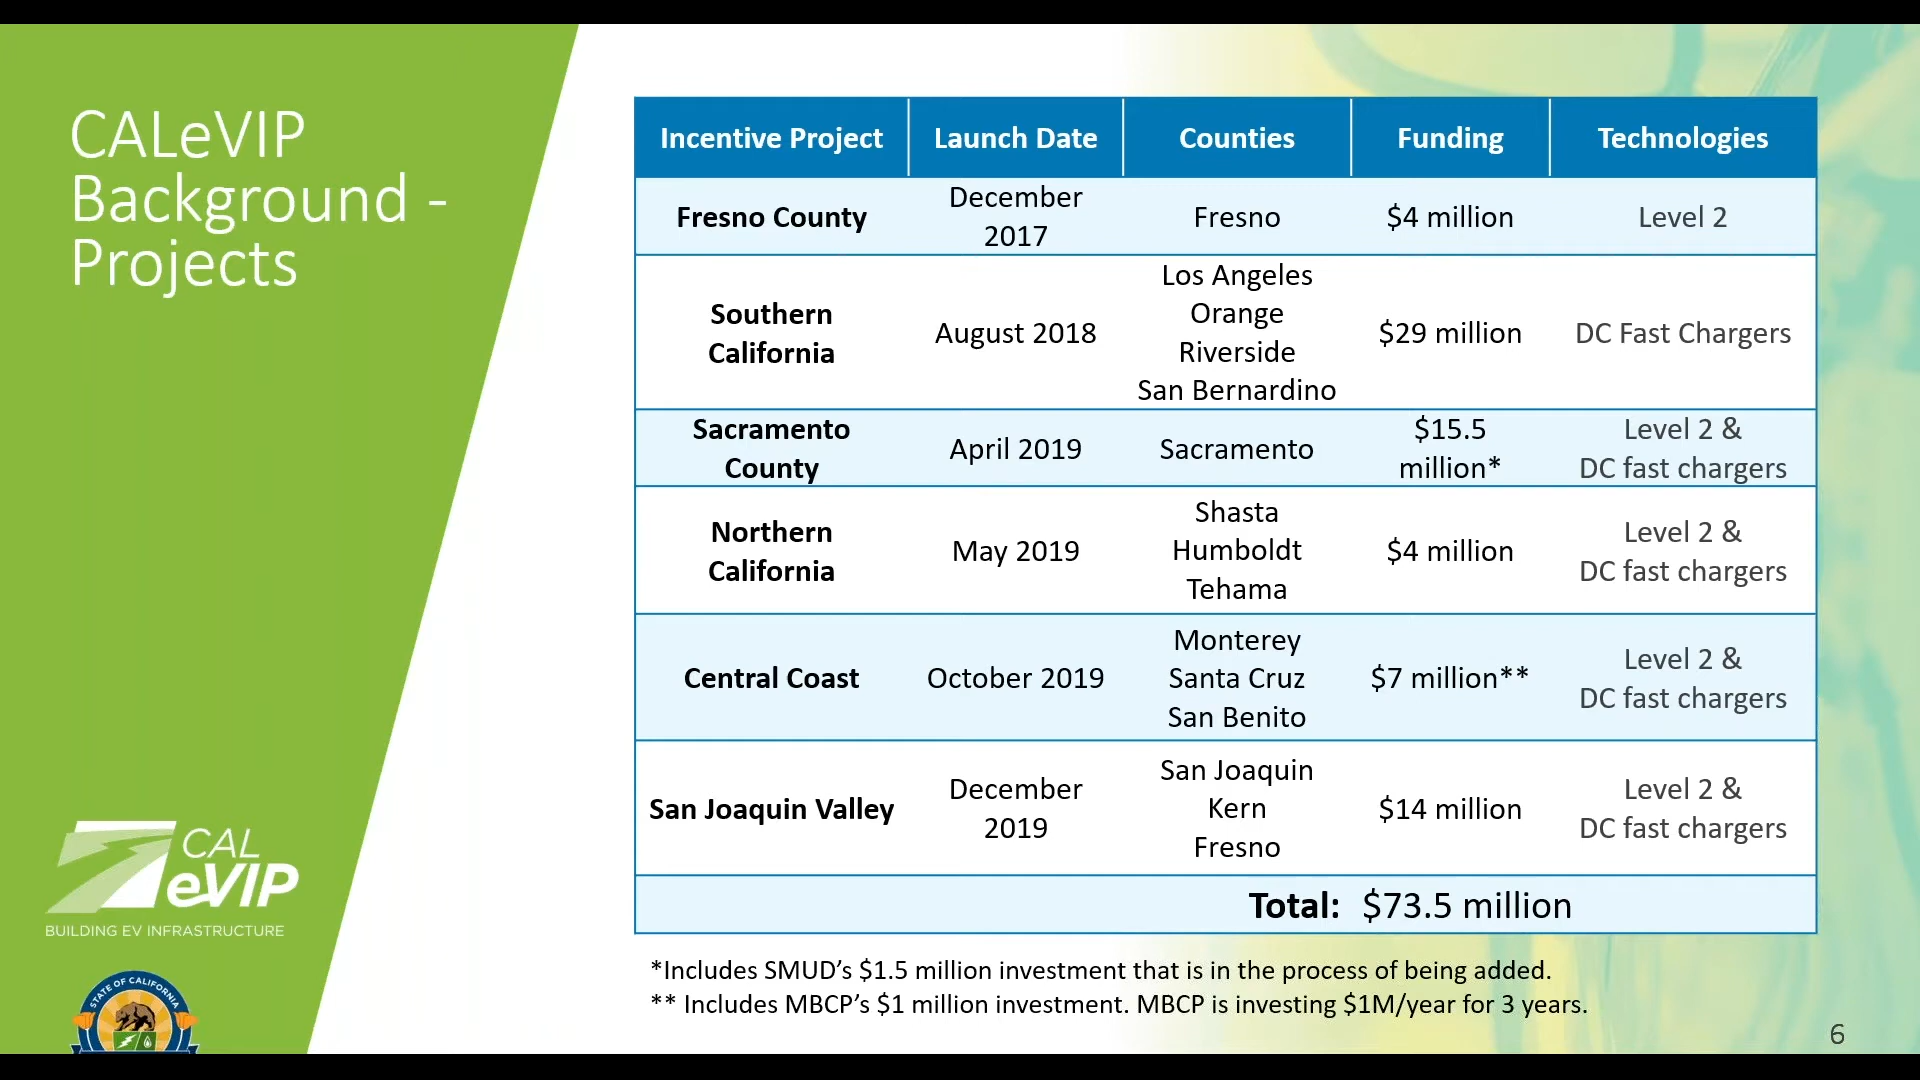 CALeVIP
Background -
Projects
Incentive Project Launch Date Counties Funding Technologies
Fresno County December 2017 Fresno $4 million Level 2
Southern California August 2018 Los Angeles Orange Riverside San Bernardino $29 million DC Fast Chargers
Sacramento County April 2019 Sacramento $15.5 million* Level 2 & DC fast chargers
Northern California May 2019 Shasta Humboldt Tehama $4 million Level 2 & DC fast chargers
Central Coast October 2019 Monterey Santa Cruz San Benito $7 million** Level 2 & DC fast chargers
San Joaquin Valley December 2019 San Joaquin Kern Fresno $14 million Level 2 & DC fast chargers
Total: $73.5 million
*Includes SMUD’s $1.5 million investment that is in the process of being added.
** Includes MBCP’s $1 million investment. MBCP is investing $1M/year for 3 years.
CAL
eVIP
BUILDING EV INFRASTRUCTURE
STATE OF CALIFORNIA
6